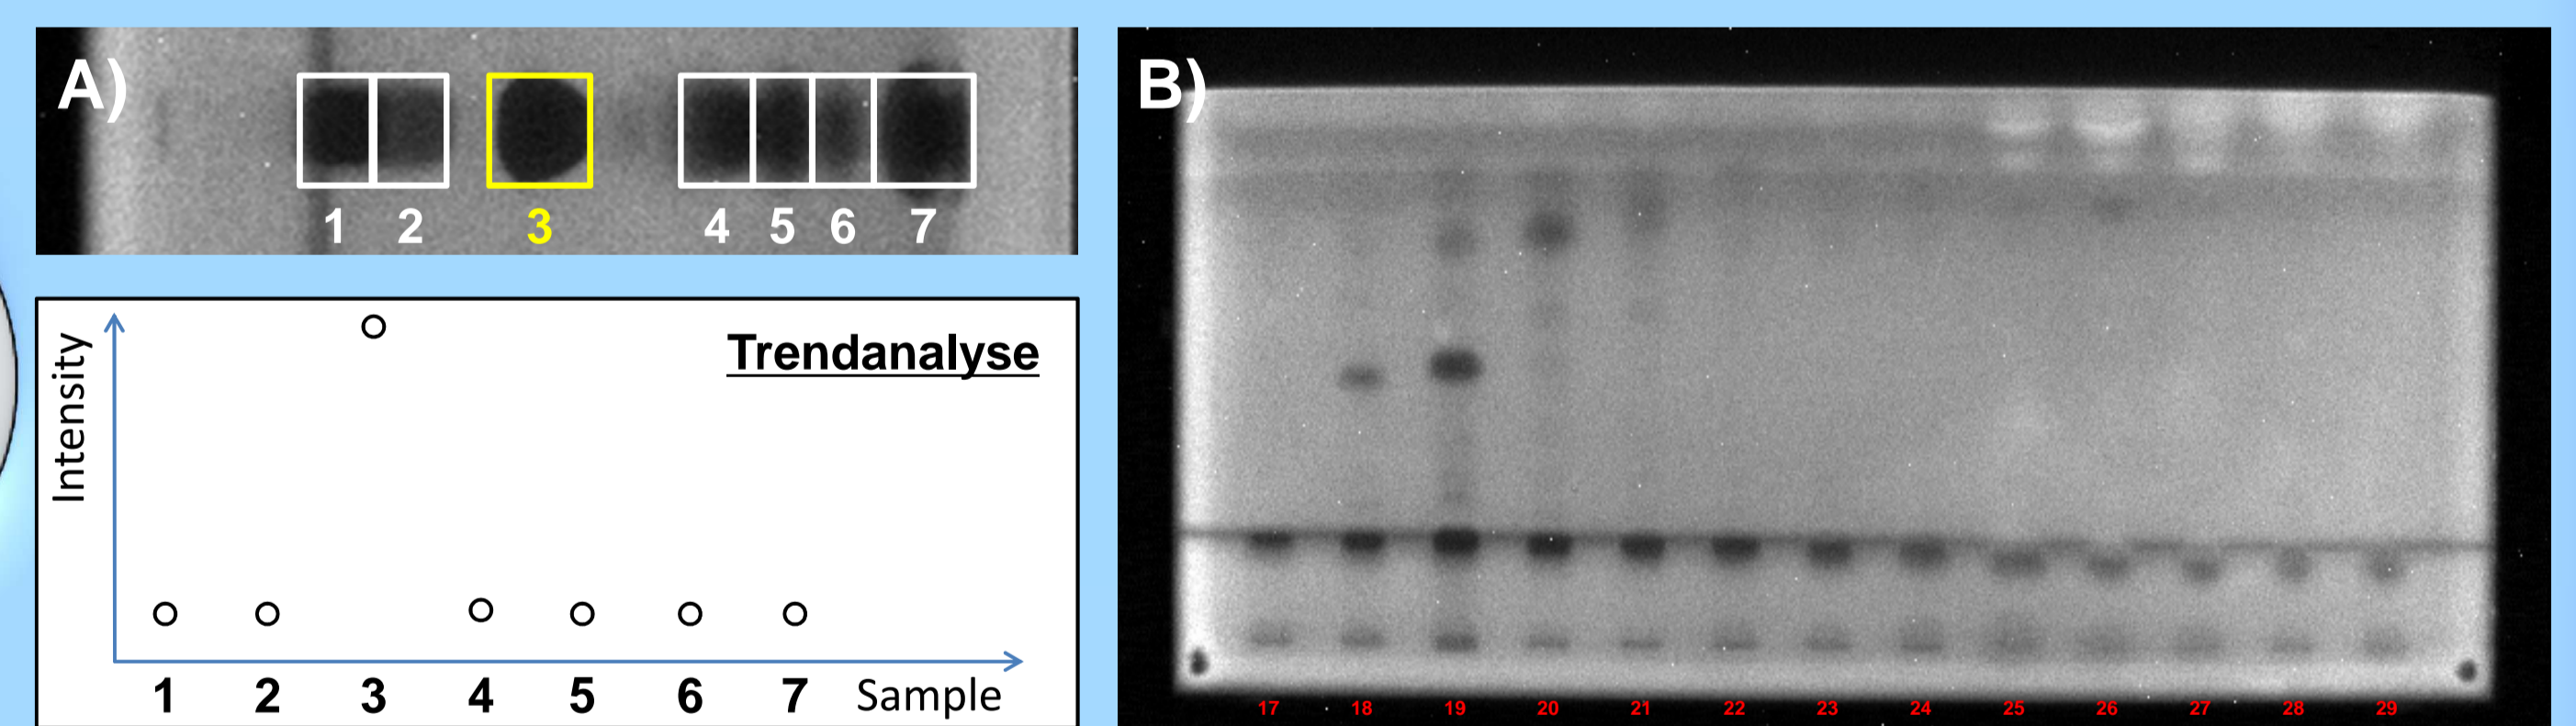 A)
1 2 3 4 5 6 7
Intensity
Trendanalyse
1 2 3 4 5 6 7 Sample
B)
17 18 19 20 21 22 23 24 25 26 27 28 29